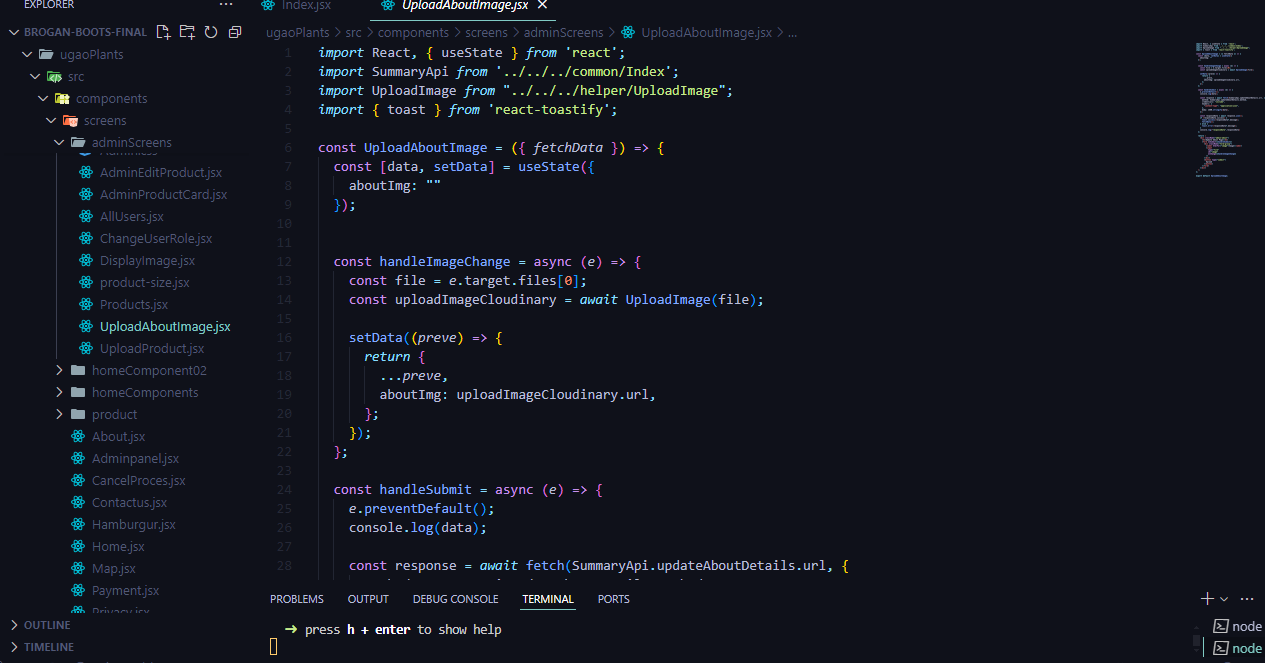 EXPLORER
BROGAN-BOOTS-FINAL
ugaoPlants
src
components
screens
adminScreens
AdminEditProduct.jsx
AdminProductCard.jsx
AllUsers.jsx
ChangeUserRole.jsx
DisplayImage.jsx
product-size.jsx
Products.jsx
UploadAboutImage.jsx
UploadProduct.jsx
homeComponent02
homeComponents
product
About.jsx
Adminpanel.jsx
CancelProces.jsx
Contactus.jsx
Hamburgur.jsx
Home.jsx
Map.jsx
Payment.jsx
Privacy.jsx
OUTLINE
TIMELINE
Index.jsx
UploadAboutImage.jsx
ugaoPlants > src > components > screens > adminScreens > UploadAboutImage.jsx > ...
1 import React, { useState } from 'react';
2 import SummaryApi from '../../../common/Index';
3 import UploadImage from "../../../helper/UploadImage";
4 import { toast } from 'react-toastify';
5
6 const UploadAboutImage = ({ fetchData }) => {
7 const [data, setData] = useState({
8 aboutImg: ""
9 });
10
11
12 const handleImageChange = async (e) => {
13 const file = e.target.files[0];
14 const uploadImageCloudinary = await UploadImage(file);
15
16 setData((preve) => {
17 return {
18 ...preve,
19 aboutImg: uploadImageCloudinary.url,
20 };
21 });
22 };
23
24 const handleSubmit = async (e) => {
25 e.preventDefault();
26 console.log(data);
27
28 const response = await fetch(SummaryApi.updateAboutDetails.url, {
PROBLEMS OUTPUT DEBUG CONSOLE TERMINAL PORTS
→ press h + enter to show help
node
node